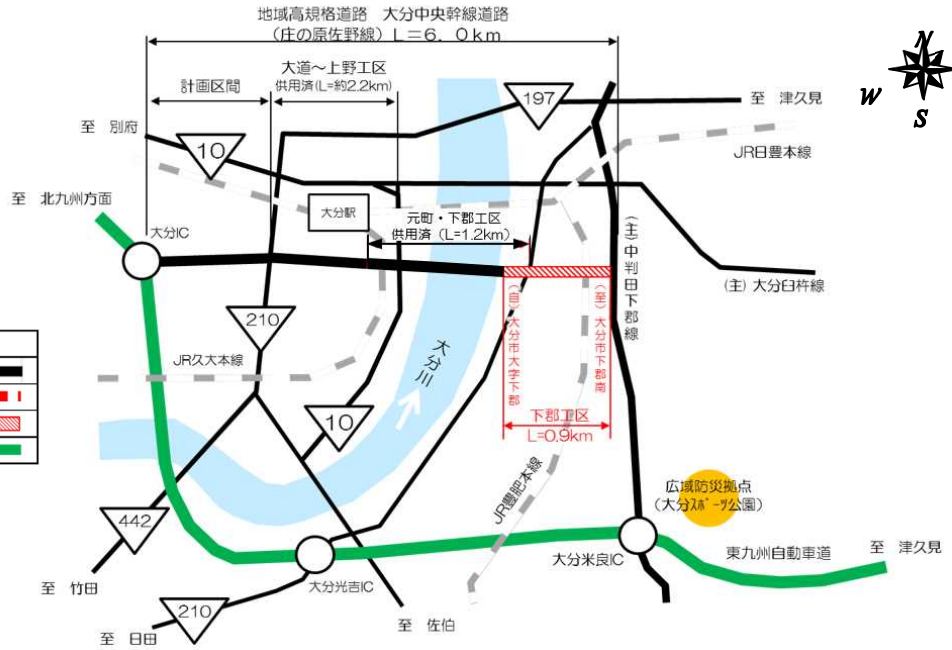 地域高規格道路 大分中央幹線道路
(庄の原佐野線) L=6.0km
計画区間
大道～上野工区
供用済(L=約2.2km)
197
至 津久見
N
W
S
至 別府
10
JR日豊本線
至 北九州方面
大分IC
大分駅
元町・下郡工区
供用済 (L=1.2km)
(主)中判田下郡線
(主) 大分臼杵線
210
JR久大本線
大分川
(自)大分市大字下郡
(至)大分市下郡南
10
下郡工区
L=0.9km
JR豊肥本線
広域防災拠点
(大分ｽﾎﾟｰﾂ公園)
442
大分光吉IC
大分米良IC
東九州自動車道
至 津久見
至 竹田
210
至 佐伯
至 日田